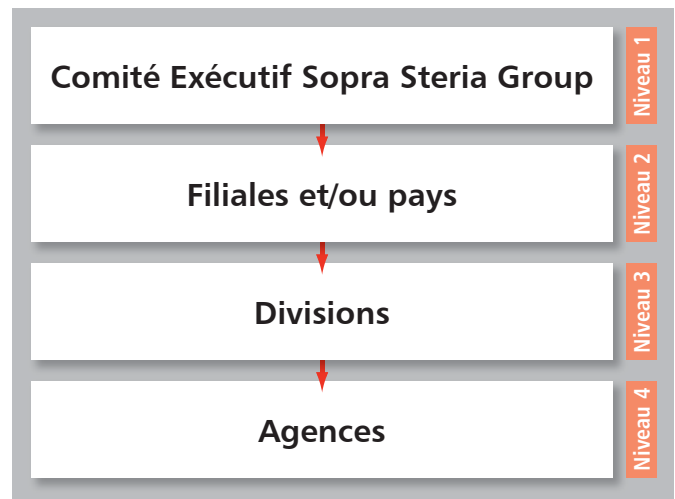 Comité Exécutif Sopra Steria Group
Niveau 1
Filiales et/ou pays
Niveau 2
Divisions
Niveau 3
Agences
Niveau 4